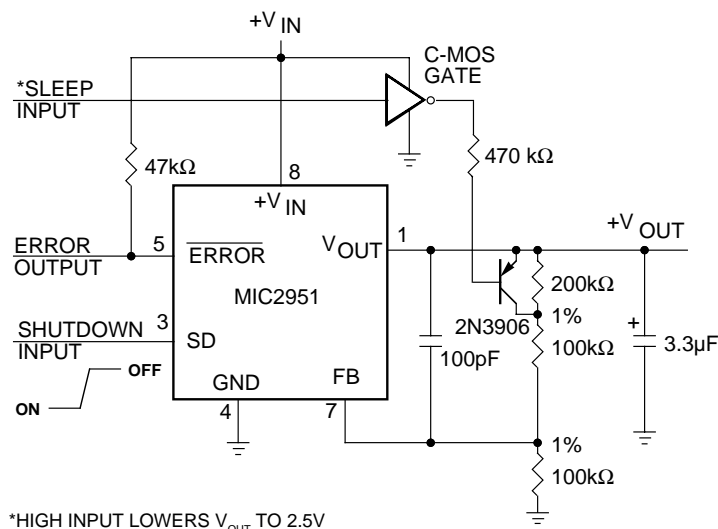 +V IN
C-MOS
GATE
*SLEEP
INPUT
47kΩ
470 kΩ
8
+V IN
1
+V OUT
ERROR
OUTPUT
5
ERROR
V OUT
200kΩ
MIC2951
SHUTDOWN
INPUT
3
SD
2N3906
1%
100kΩ
+
3.3µF
100pF
OFF
ON
GND
FB
4
7
1%
100kΩ
*HIGH INPUT LOWERS V OUT TO 2.5V